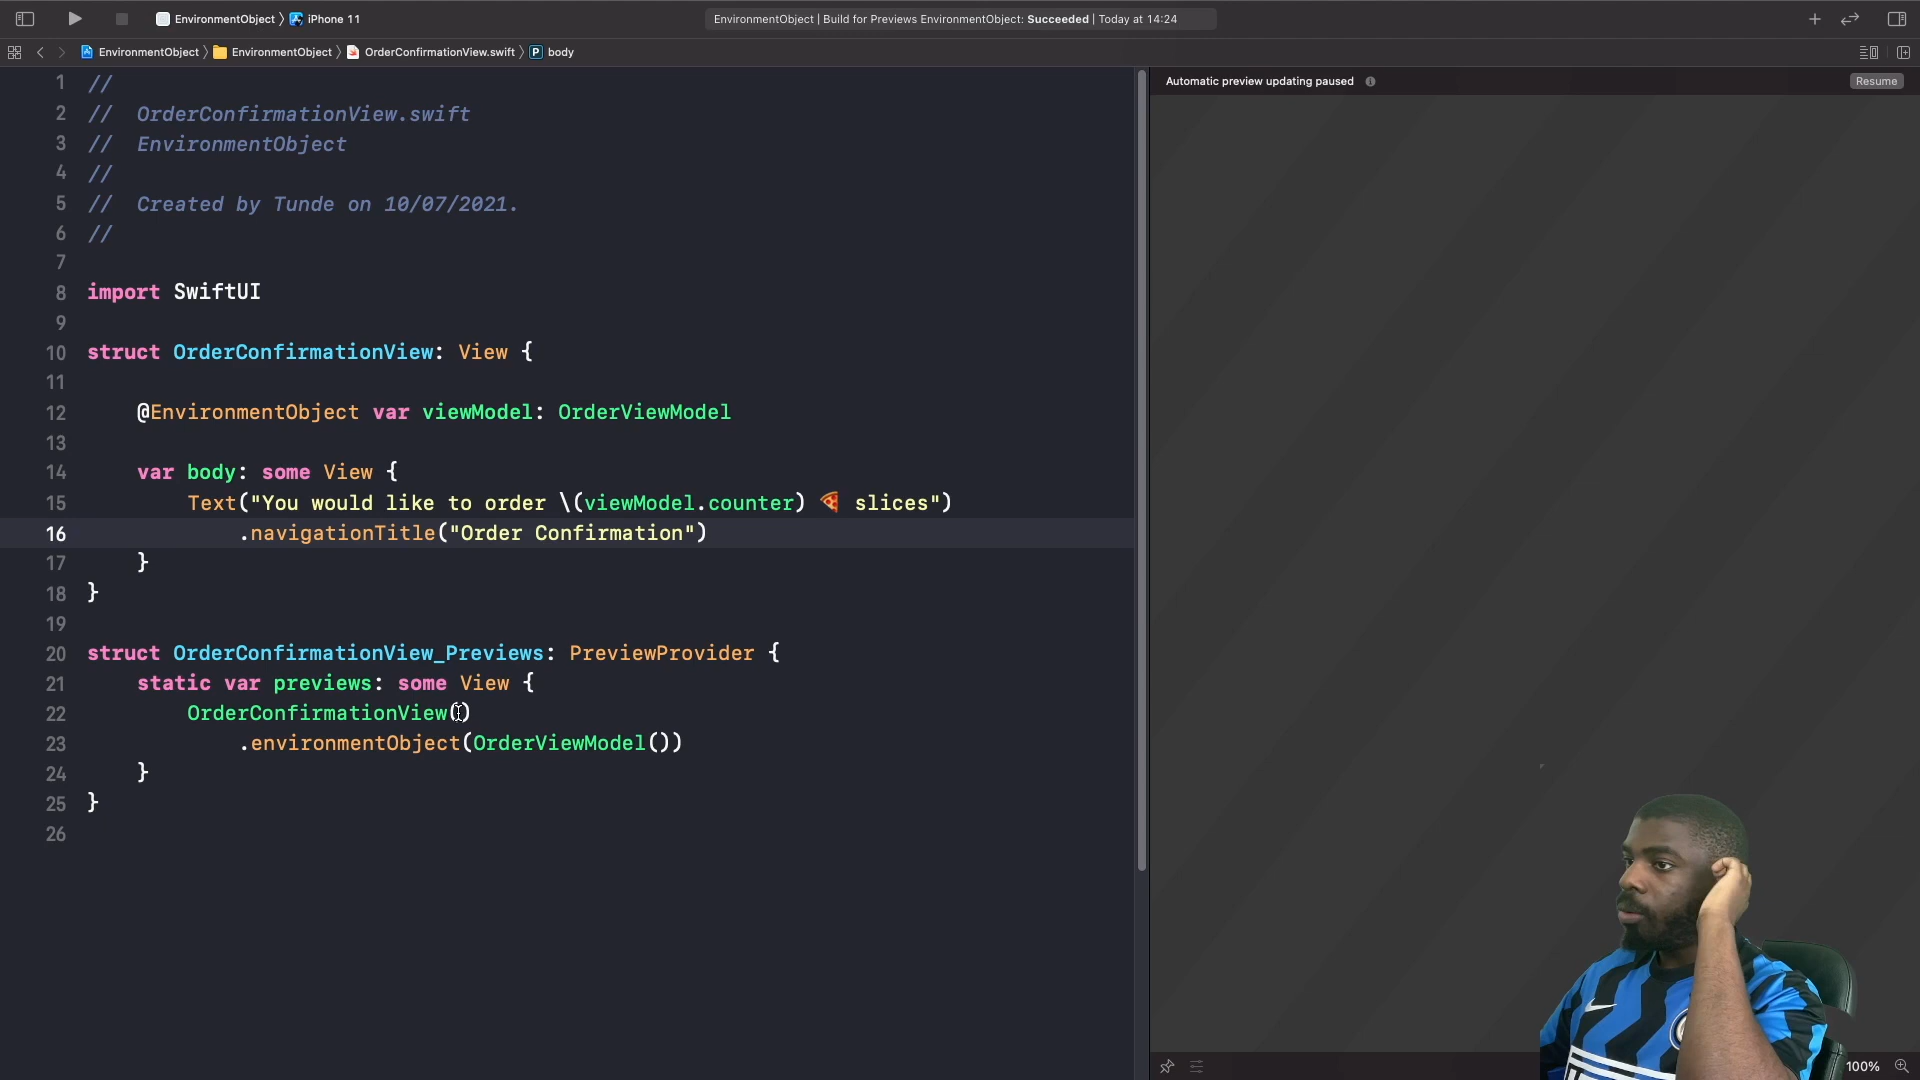 EnvironmentObject 〉 iPhone 11
EnvironmentObject | Build for Previews EnvironmentObject: Succeeded | Today at 14:24
EnvironmentObject 〉 EnvironmentObject 〉 OrderConfirmationView.swift 〉 P body
Automatic preview updating paused
Resume
1 //
2 //  OrderConfirmationView.swift
3 //  EnvironmentObject
4 //
5 //  Created by Tunde on 10/07/2021.
6 //
7
8 import SwiftUI
9
10 struct OrderConfirmationView: View {
11
12     @EnvironmentObject var viewModel: OrderViewModel
13
14     var body: some View {
15         Text("You would like to order \(viewModel.counter) 🍕 slices")
16             .navigationTitle("Order Confirmation")
17     }
18 }
19
20 struct OrderConfirmationView_Previews: PreviewProvider {
21     static var previews: some View {
22         OrderConfirmationView()
23             .environmentObject(OrderViewModel())
24     }
25 }
26
100%